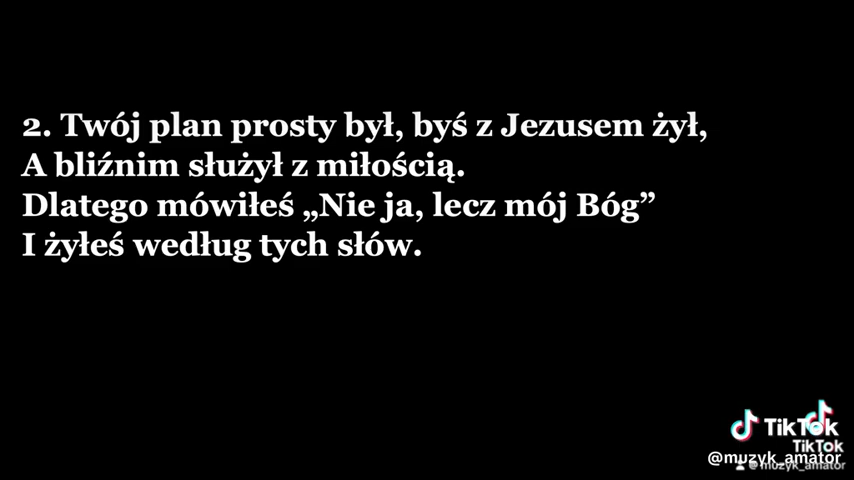 2. Twój plan prosty był, byś z Jezusem żył,
A bliźnim służył z miłością.
Dlatego mówiłeś „Nie ja, lecz mój Bóg”
I żyłeś według tych słów.
TikTok
TikTok
@muzyk_amator
@muzyk_amator